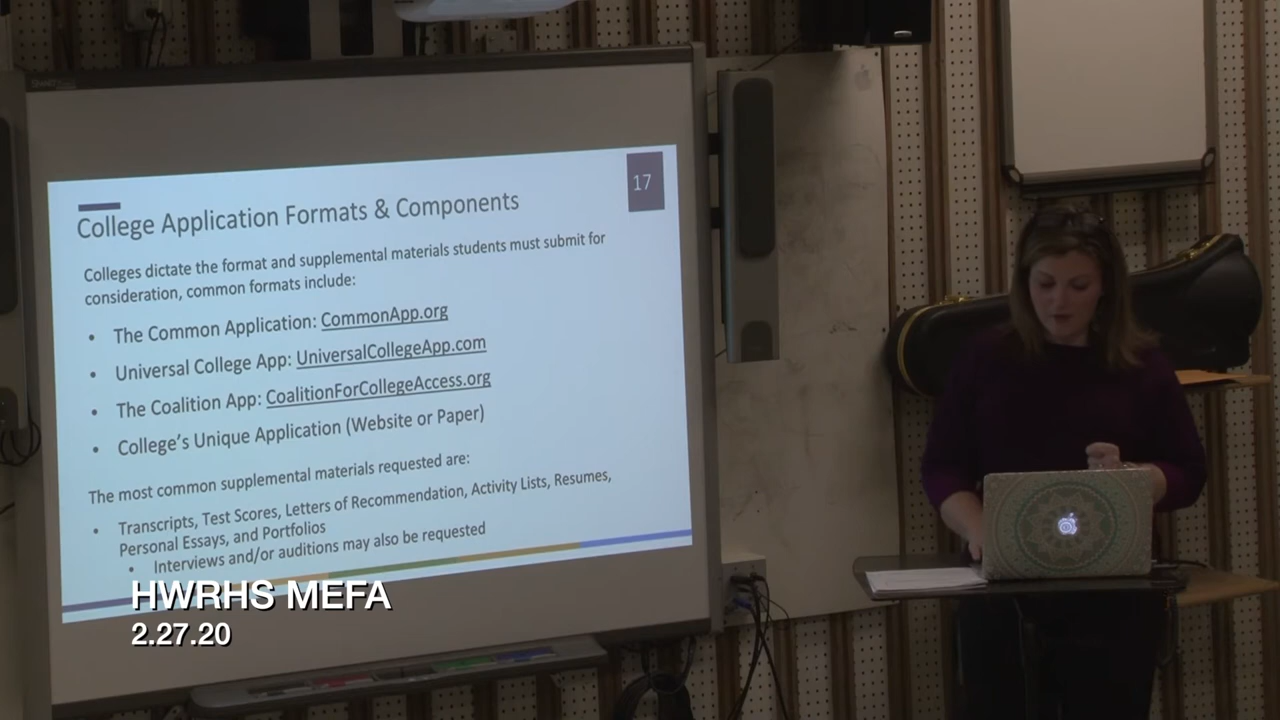 17
College Application Formats & Components
Colleges dictate the format and supplemental materials students must submit for
consideration, common formats include:
• The Common Application: CommonApp.org
• Universal College App: UniversalCollegeApp.com
• The Coalition App: CoalitionForCollegeAccess.org
• College's Unique Application (Website or Paper)
The most common supplemental materials requested are:
• Transcripts, Test Scores, Letters of Recommendation, Activity Lists, Resumes,
Personal Essays, and Portfolios
• Interviews and/or auditions may also be requested
HWRHS MEFA
2.27.20